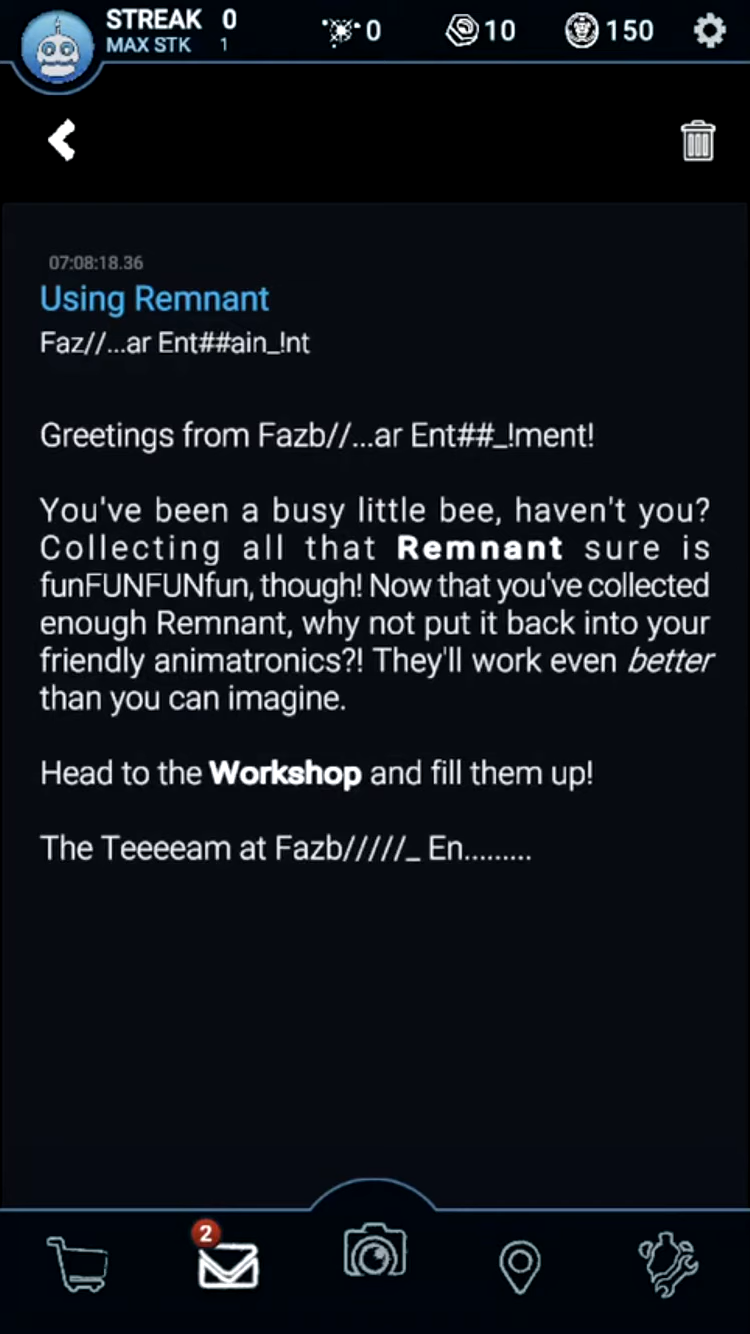 STREAK 0
MAX STK 1
0
10
150
07:08:18.36
Using Remnant
Faz//...ar Ent##ain_!nt
Greetings from Fazb//...ar Ent##_!ment!
You've been a busy little bee, haven't you?
Collecting all that Remnant sure is
funFUNFUNfun, though! Now that you've collected
enough Remnant, why not put it back into your
friendly animatronics?! They'll work even better
than you can imagine.
Head to the Workshop and fill them up!
The Teeeeam at Fazb/////_ En.........
2